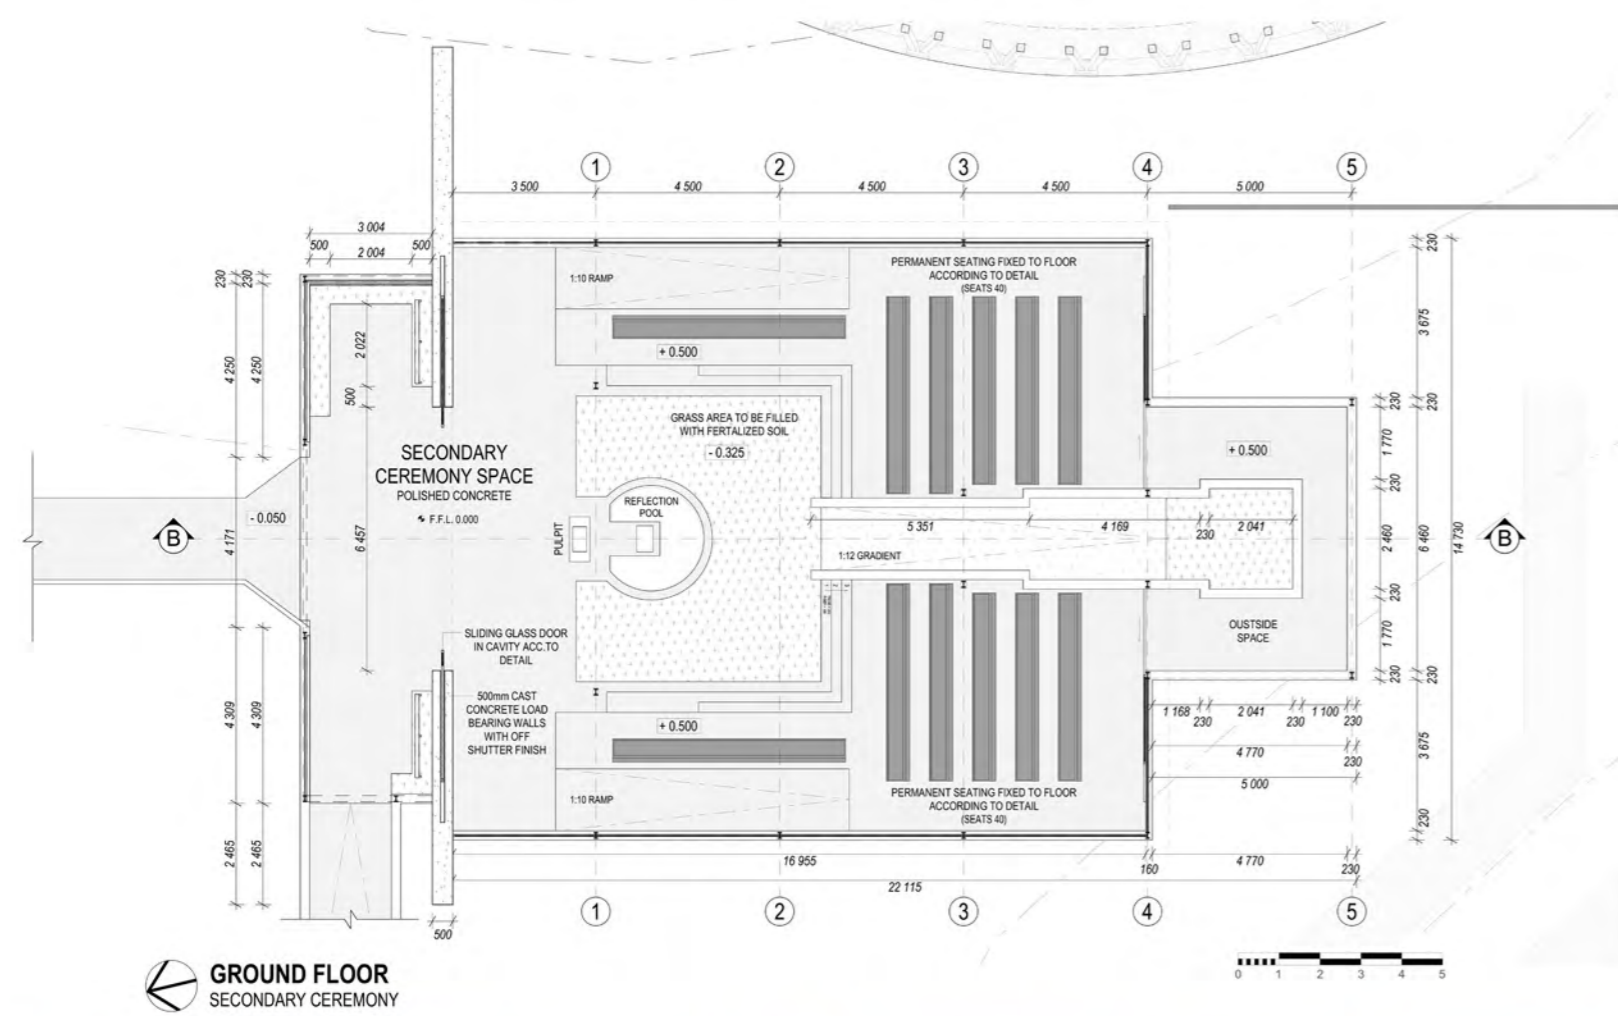 1
2
3
4
5
3 500
4 500
4 500
4 500
5 000
3 004
500
2 004
500
230
230
4 250
4 250
4 171
4 309
4 309
2 465
2 465
2 022
500
6 457
1:10 RAMP
+ 0.500
PERMANENT SEATING FIXED TO FLOOR
ACCORDING TO DETAIL
(SEATS 40)
GRASS AREA TO BE FILLED
WITH FERTALIZED SOIL
- 0.325
SECONDARY
CEREMONY SPACE
POLISHED CONCRETE
F.F.L. 0.000
- 0.050
B
PULPIT
REFLECTION
POOL
5 351
4 169
230
2 041
1:12 GRADIENT
+ 0.500
OUSTSIDE
SPACE
B
230
3 675
230
230
1 770
230
2 460
6 460
14 730
230
1 770
230
230
3 675
230
SLIDING GLASS DOOR
IN CAVITY ACC.TO
DETAIL
500mm CAST
CONCRETE LOAD
BEARING WALLS
WITH OFF
SHUTTER FINISH
+ 0.500
1:10 RAMP
PERMANENT SEATING FIXED TO FLOOR
ACCORDING TO DETAIL
(SEATS 40)
1 168
230
2 041
230
1 100
230
4 770
230
5 000
16 955
160
4 770
230
22 115
500
1
2
3
4
5
GROUND FLOOR
SECONDARY CEREMONY
0 1 2 3 4 5